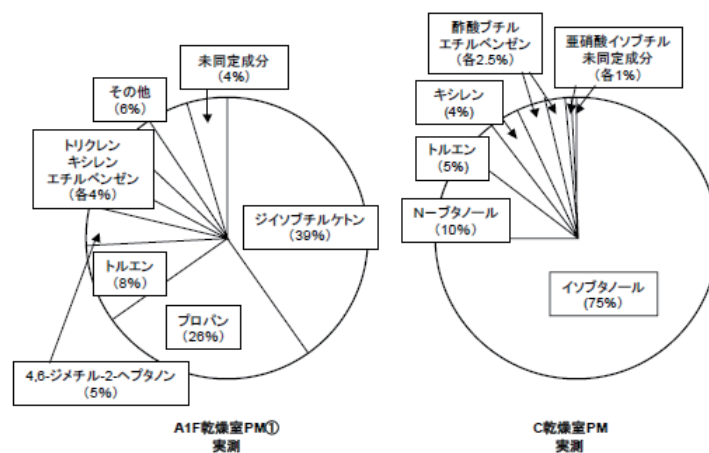 未同定成分
（4%）
その他
（6%）
トリクレン
キシレン
エチルベンゼン
（各4%）
トルエン
（8%）
4,6-ジメチル-2-ヘプタノン
（5%）
プロパン
（26%）
ジイソブチルケトン
（39%）
A1F乾燥室PM①
実測
酢酸ブチル
エチルベンゼン
（各2.5%）
亜硝酸イソブチル
未同定成分
（各1%）
キシレン
（4%）
トルエン
（5%）
N－ブタノール
（10%）
イソブタノール
（75%）
C乾燥室PM
実測